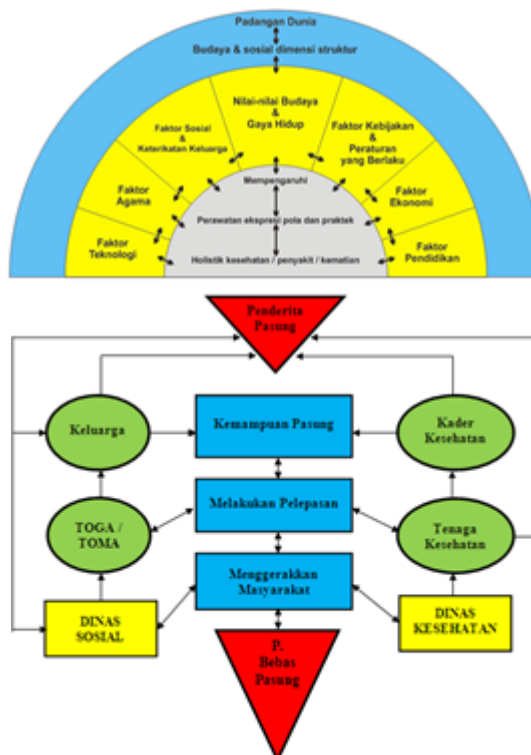 Padangan Dunia
Budaya & sosial dimensi struktur
Nilai-nilai Budaya
&
Gaya Hidup
Faktor Sosial
&
Keterikatan Keluarga
Faktor Kebijakan
&
Peraturan
yang Berlaku
Faktor
Agama
Mempengaruhi
Faktor
Ekonomi
Perawatan ekspresi pola dan praktek
Faktor
Teknologi
Holistik kesehatan / penyakit / kematian
Faktor
Pendidikan
Penderita
Pasung
Keluarga
Kemampuan Pasung
Kader
Kesehatan
TOGA /
TOMA
Melakukan Pelepasan
Tenaga
Kesehatan
Menggerakkan
Masyarakat
DINAS
SOSIAL
DINAS
KESEHATAN
P.
Bebas
Pasung